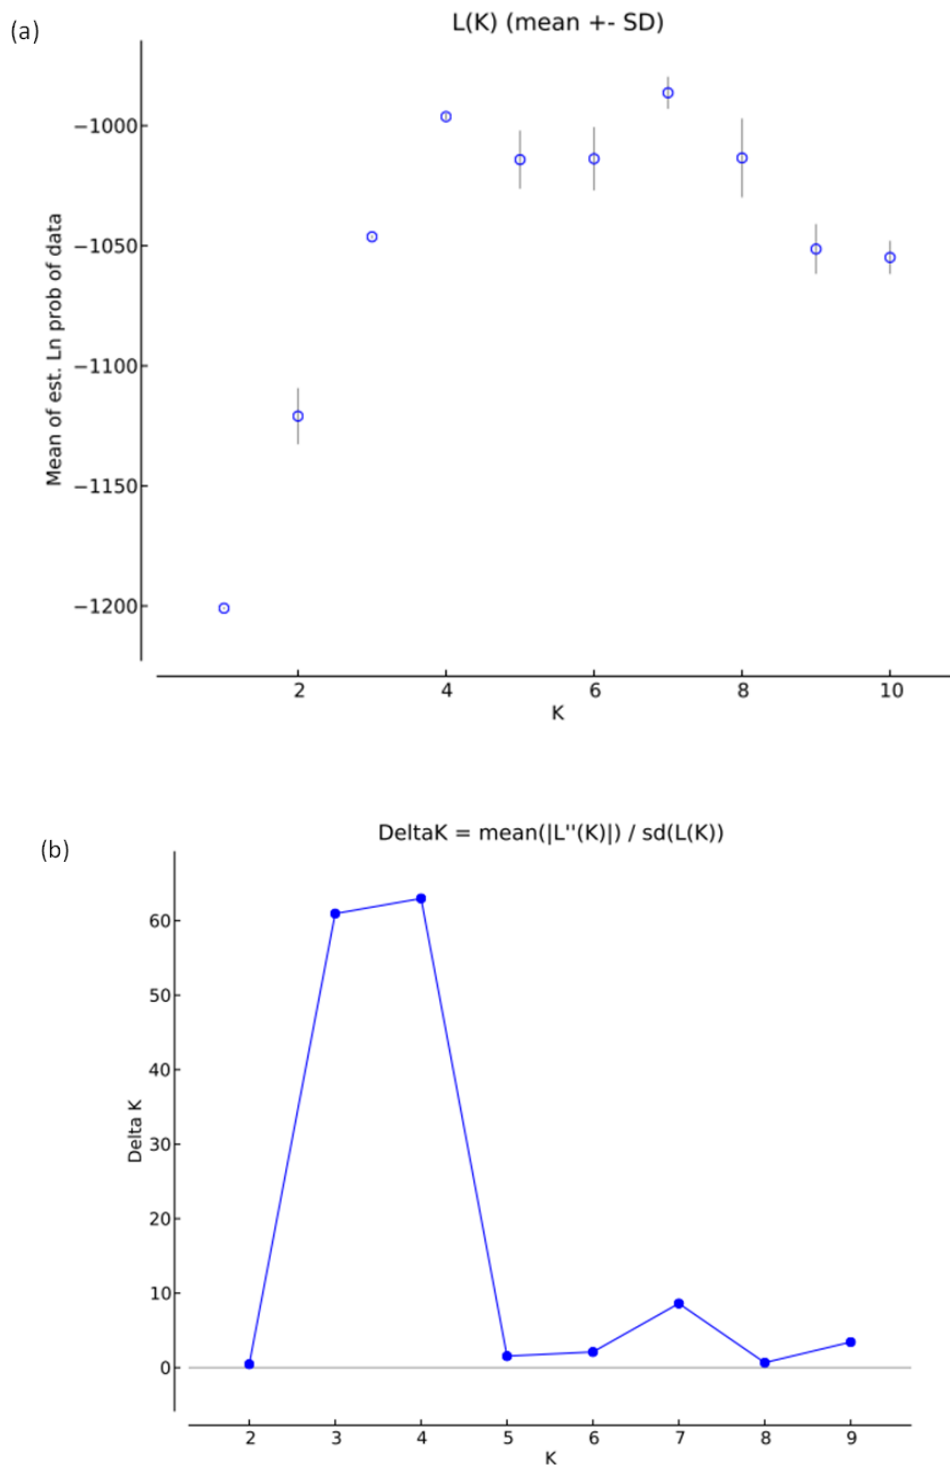 (a)
L(K) (mean +- SD)
Mean of est. Ln prob of data
−1000
−1050
−1100
−1150
−1200
2 4 6 8 10
K
(b)
DeltaK = mean(|L''(K)|) / sd(L(K))
Delta K
60
50
40
30
20
10
0
2 3 4 5 6 7 8 9
K